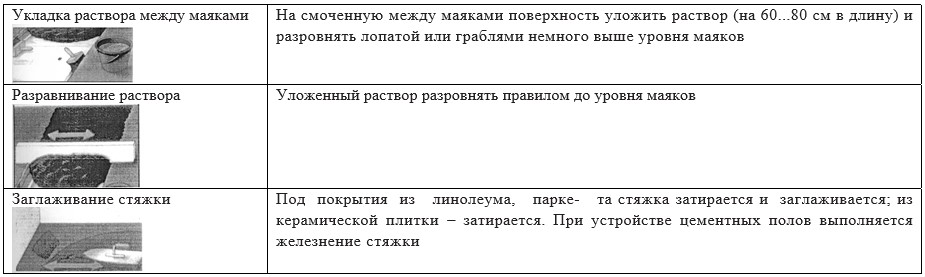 Укладка раствора между маяками
На смоченную между маяками поверхность уложить раствор (на 60...80 см в длину) и
разровнять лопатой или граблями немного выше уровня маяков
Разравнивание раствора
Уложенный раствор разровнять правилом до уровня маяков
Заглаживание стяжки
Под покрытия из линолеума, парке- та стяжка затирается и заглаживается; из
керамической плитки – затирается. При устройстве цементных полов выполняется
железнение стяжки